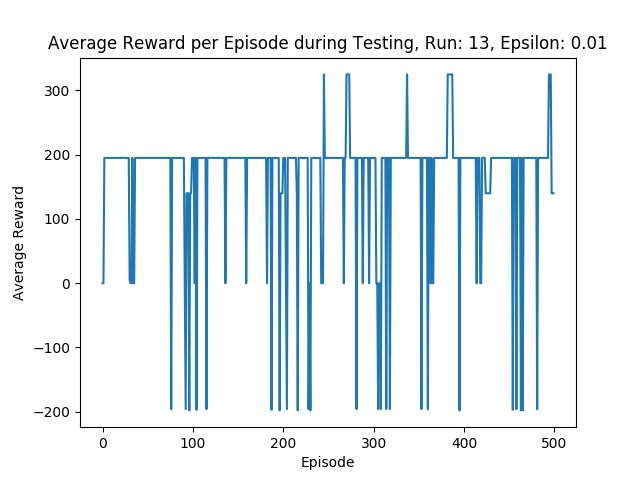 Average Reward per Episode during Testing, Run: 13, Epsilon: 0.01
300
200
100
0
−100
−200
Average Reward
0 100 200 300 400 500
Episode